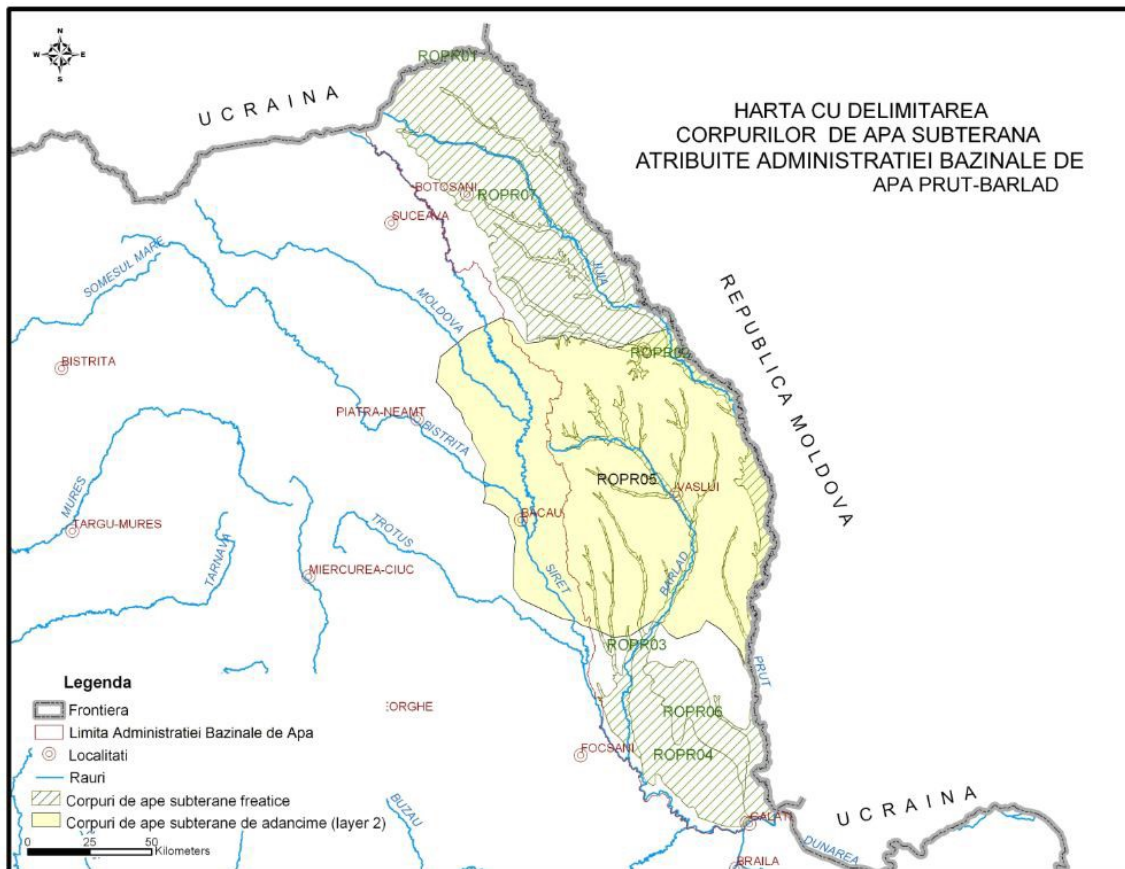 N
W E
S
ROPR01
UCRAINA
HARTA CU DELIMITAREA
CORPURILOR DE APA SUBTERANA
ATRIBUITE ADMINISTRATIEI BAZINALE DE
APA PRUT-BARLAD
BOTOSANI
ROPR07
SUCEAVA
SOMESUL MARE
MOLDOVA
JIJIA
REPUBLICA MOLDOVA
BISTRITA
PIATRA-NEAMT
BISTRITA
ROPR05
VASLUI
MURES
TARGU-MURES
BACAU
TROTUS
TARNAVA
MIERCUREA-CIUC
SIRET
BARLAD
ROPR03
PRUT
Legenda
Frontiera
EORGHE
Limita Administratiei Bazinale de Apa
ROPR06
Localitati
FOCSANI
ROPR04
Rauri
Corpuri de ape subterane freatice
BUZAU
UCRAINA
Corpuri de ape subterane de adancime (layer 2)
GALATI
0 25 50
Kilometers
DUNAREA
BRAILA